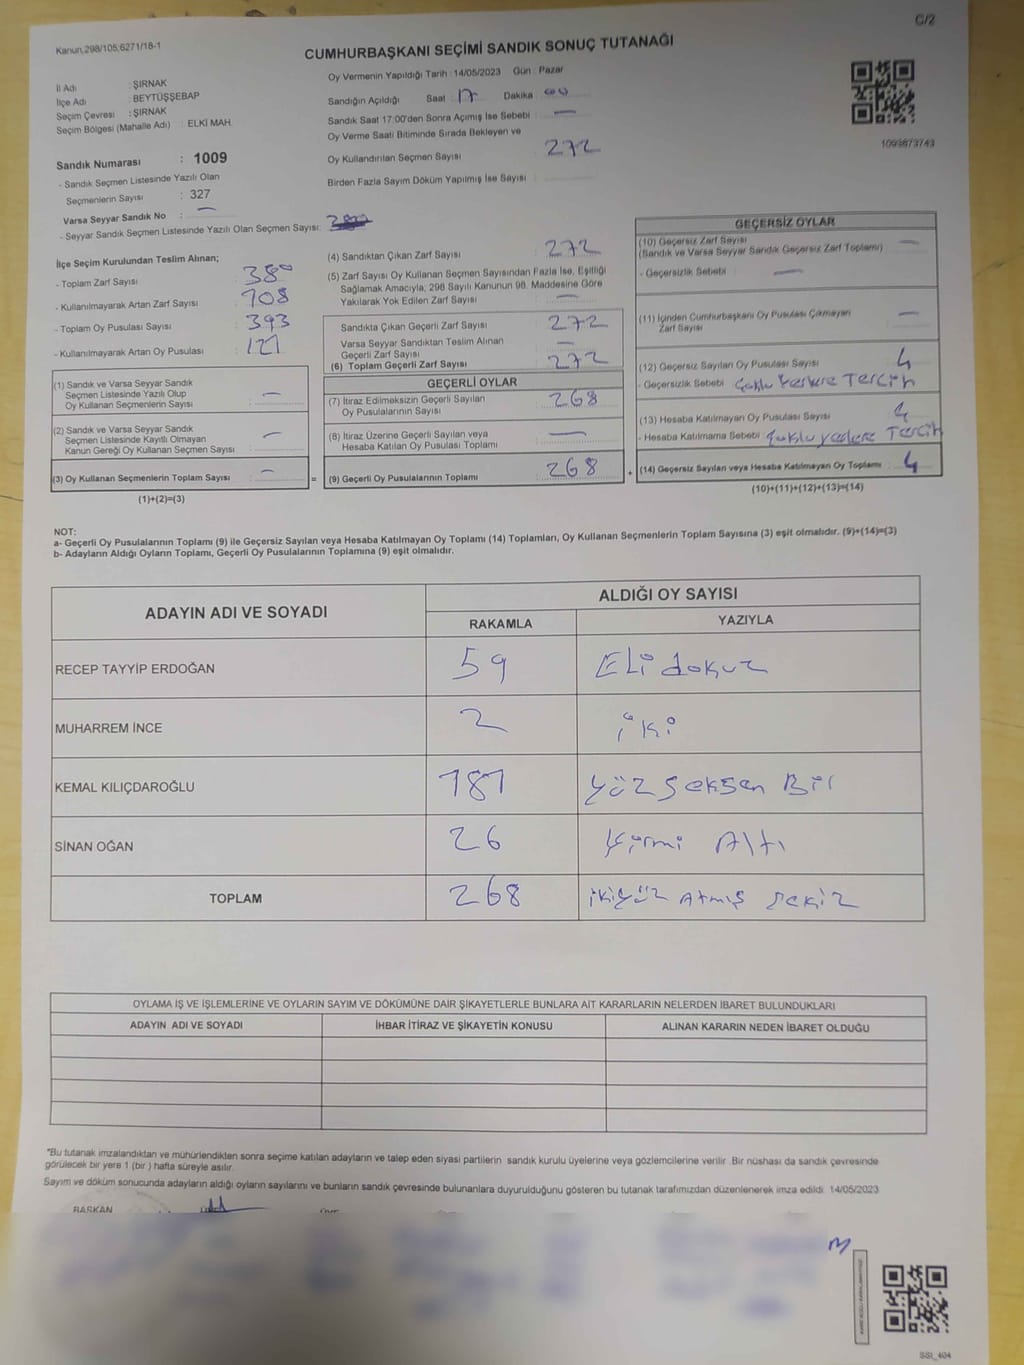 C/2
Kanun,298/105;6271/18-1
CUMHURBAŞKANI SEÇİMİ SANDIK SONUÇ TUTANAĞI
İl Adı : ŞIRNAK
İlçe Adı : BEYTÜŞŞEBAP
Seçim Çevresi : ŞIRNAK
Seçim Bölgesi (Mahalle Adı) : ELKİ MAH.
Sandık Numarası : 1009
- Sandık Seçmen Listesinde Yazılı Olan
Seçmenlerin Sayısı : 327
Varsa Seyyar Sandık No : —
- Seyyar Sandık Seçmen Listesinde Yazılı Olan Seçmen Sayısı:
Oy Vermenin Yapıldığı Tarih : 14/05/2023 Gün : Pazar
Sandığın Açıldığı Saat 17 Dakika 00
Sandık Saat 17:00'den Sonra Açımış İse Sebebi : —
Oy Verme Saati Bitiminde Sırada Bekleyen ve
Oy Kullandırılan Seçmen Sayısı : 272
Birden Fazla Sayım Döküm Yapılmış İse Sayısı :
1093873743
İlçe Seçim Kurulundan Teslim Alınan;
- Toplam Zarf Sayısı : 380
- Kullanılmayarak Artan Zarf Sayısı : 108
- Toplam Oy Pusulası Sayısı : 393
- Kullanılmayarak Artan Oy Pusulası : 121
(1) Sandık ve Varsa Seyyar Sandık
Seçmen Listesinde Yazılı Olup
Oy Kullanan Seçmenlerin Sayısı : —
(2) Sandık ve Varsa Seyyar Sandık
Seçmen Listesinde Kayıtlı Olmayan
Kanun Gereği Oy Kullanan Seçmen Sayısı : —
(3) Oy Kullanan Seçmenlerin Toplam Sayısı : — =
(1)+(2)=(3)
(4) Sandıktan Çıkan Zarf Sayısı : 272
(5) Zarf Sayısı Oy Kullanan Seçmen Sayısından Fazla İse, Eşitliği
Sağlamak Amacıyla, 298 Sayılı Kanunun 98. Maddesine Göre
Yakılarak Yok Edilen Zarf Sayısı : —
Sandıkta Çıkan Geçerli Zarf Sayısı : 272
Varsa Seyyar Sandıktan Teslim Alınan
Geçerli Zarf Sayısı : —
(6) Toplam Geçerli Zarf Sayısı : 272
GEÇERLİ OYLAR
(7) İtiraz Edilmeksizin Geçerli Sayılan
Oy Pusulalarının Sayısı : 268
(8) İtiraz Üzerine Geçerli Sayılan veya
Hesaba Katılan Oy Pusulası Toplamı : —
(9) Geçerli Oy Pusulalarının Toplamı : 268 +
GEÇERSİZ OYLAR
(10) Geçersiz Zarf Sayısı : —
(Sandık ve Varsa Seyyar Sandık Geçersiz Zarf Toplamı)
- Geçersizlik Sebebi : —
(11) İçinden Cumhurbaşkanı Oy Pusulası Çıkmayan
Zarf Sayısı : —
(12) Geçersiz Sayılan Oy Pusulası Sayısı : 4
- Geçersizlik Sebebi : Tercih
(13) Hesaba Katılmayan Oy Pusulası Sayısı : 4
- Hesaba Katılmama Sebebi : Tercih
(14) Geçersiz Sayılan veya Hesaba Katılmayan Oy Toplamı : 4
(10)+(11)+(12)+(13)=(14)
NOT:
a- Geçerli Oy Pusulalarının Toplamı (9) ile Geçersiz Sayılan veya Hesaba Katılmayan Oy Toplamı (14) Toplamları, Oy Kullanan Seçmenlerin Toplam Sayısına (3) eşit olmalıdır. (9)+(14)=(3)
b- Adayların Aldığı Oyların Toplamı, Geçerli Oy Pusulalarının Toplamına (9) eşit olmalıdır.
ADAYIN ADI VE SOYADI
ALDIĞI OY SAYISI
RAKAMLA YAZIYLA
RECEP TAYYİP ERDOĞAN 59 Eli dokuz
MUHARREM İNCE 2 iki
KEMAL KILIÇDAROĞLU 181 Yüz Seksen Bir
SİNAN OĞAN 26 Yirmi Altı
TOPLAM 268 ikiyüz Atmış sekiz
OYLAMA İŞ VE İŞLEMLERİNE VE OYLARIN SAYIM VE DÖKÜMÜNE DAİR ŞİKAYETLERLE BUNLARA AİT KARARLARIN NELERDEN İBARET BULUNDUKLARI
ADAYIN ADI VE SOYADI İHBAR İTİRAZ VE ŞİKAYETİN KONUSU ALINAN KARARIN NEDEN İBARET OLDUĞU
*Bu tutanak imzalandıktan ve mühürlendikten sonra seçime katılan adayların ve talep eden siyasi partilerin sandık kurulu üyelerine veya gözlemcilerine verilir. Bir nüshası da sandık çevresinde
görülecek bir yere 1 (bir ) hafta süreyle asılır.
Sayım ve döküm sonucunda adayların aldığı oyların sayılarını ve bunların sandık çevresinde bulunanlara duyurulduğunu gösteren bu tutanak tarafımızdan düzenlenerek imza edildi. 14/05/2023
BAŞKAN
SSI_404